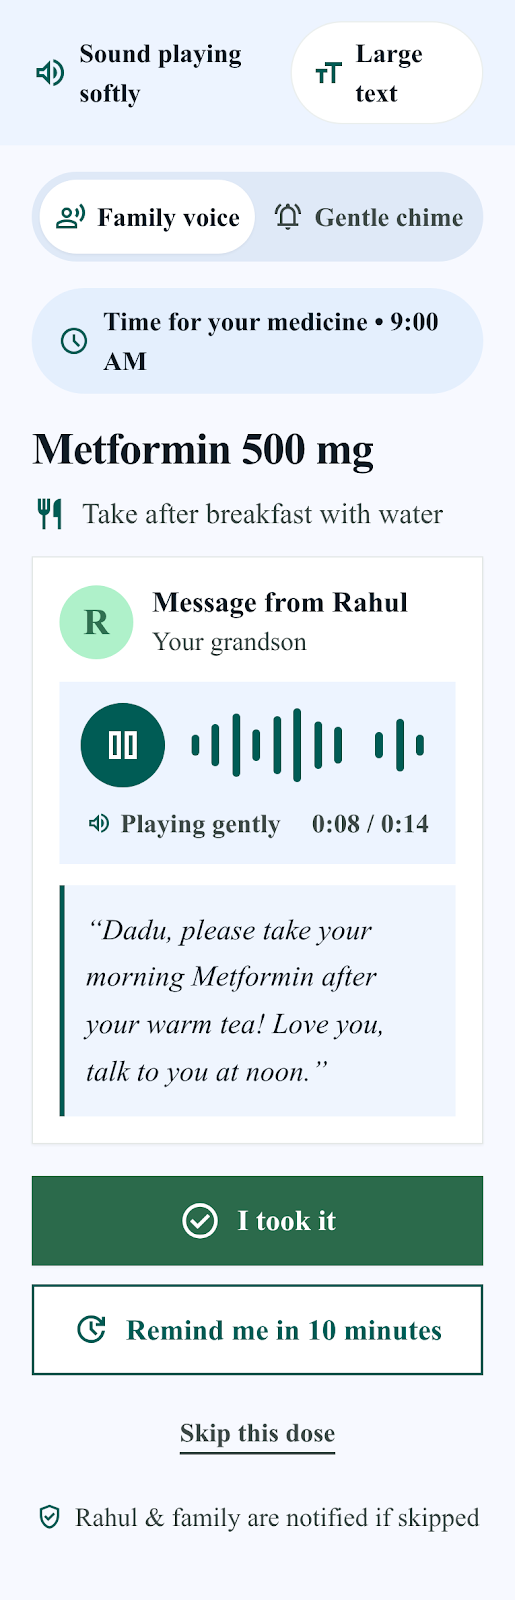 Sound playing
softly
Large
text
Family voice
Gentle chime
Time for your medicine • 9:00
AM
Metformin 500 mg
Take after breakfast with water
R
Message from Rahul
Your grandson
Playing gently
0:08 / 0:14
“Dadu, please take your
morning Metformin after
your warm tea! Love you,
talk to you at noon.”
I took it
Remind me in 10 minutes
Skip this dose
Rahul & family are notified if skipped